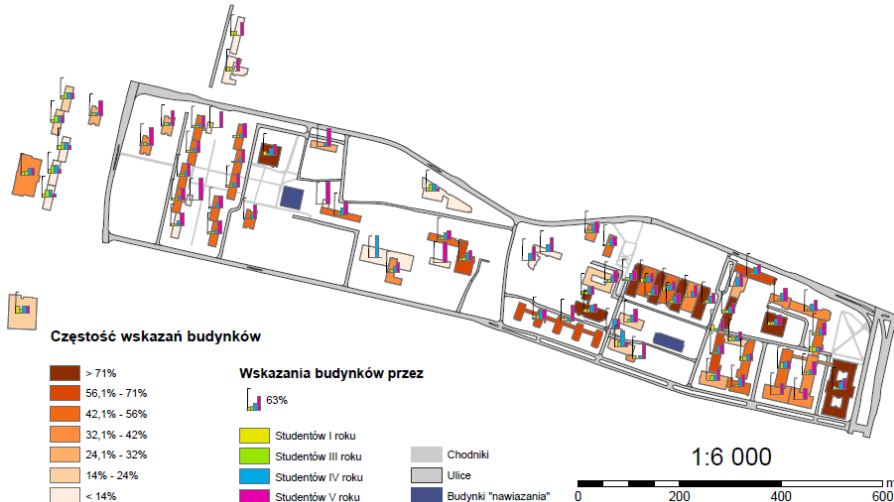 Częstość wskazań budynków
> 71%
56,1% - 71%
42,1% - 56%
32,1% - 42%
24,1% - 32%
14% - 24%
< 14%
Wskazania budynków przez
63%
Studentów I roku
Studentów III roku
Studentów IV roku
Studentów V roku
Chodniki
Ulice
Budynki "nawiazania"
1:6 000
0 200 400 600
m